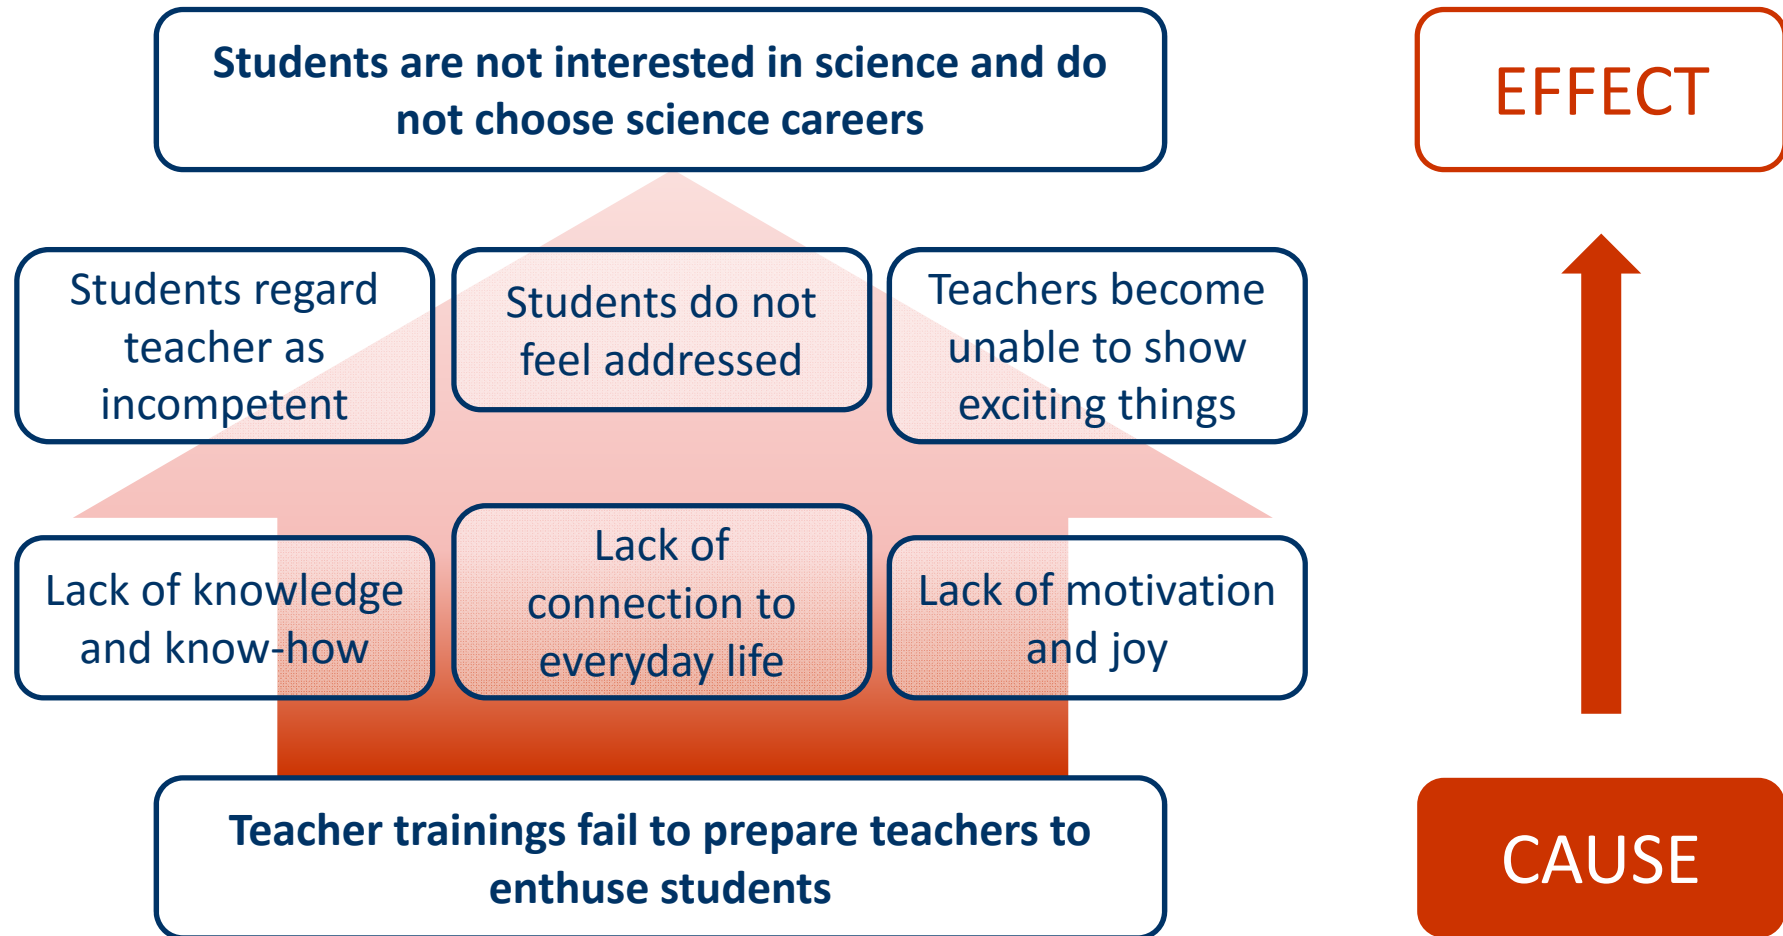 Students are not interested in science and do
not choose science careers
EFFECT
Students regard
teacher as
incompetent
Students do not
feel addressed
Teachers become
unable to show
exciting things
Lack of knowledge
and know-how
Lack of
connection to
everyday life
Lack of motivation
and joy
Teacher trainings fail to prepare teachers to
enthuse students
CAUSE